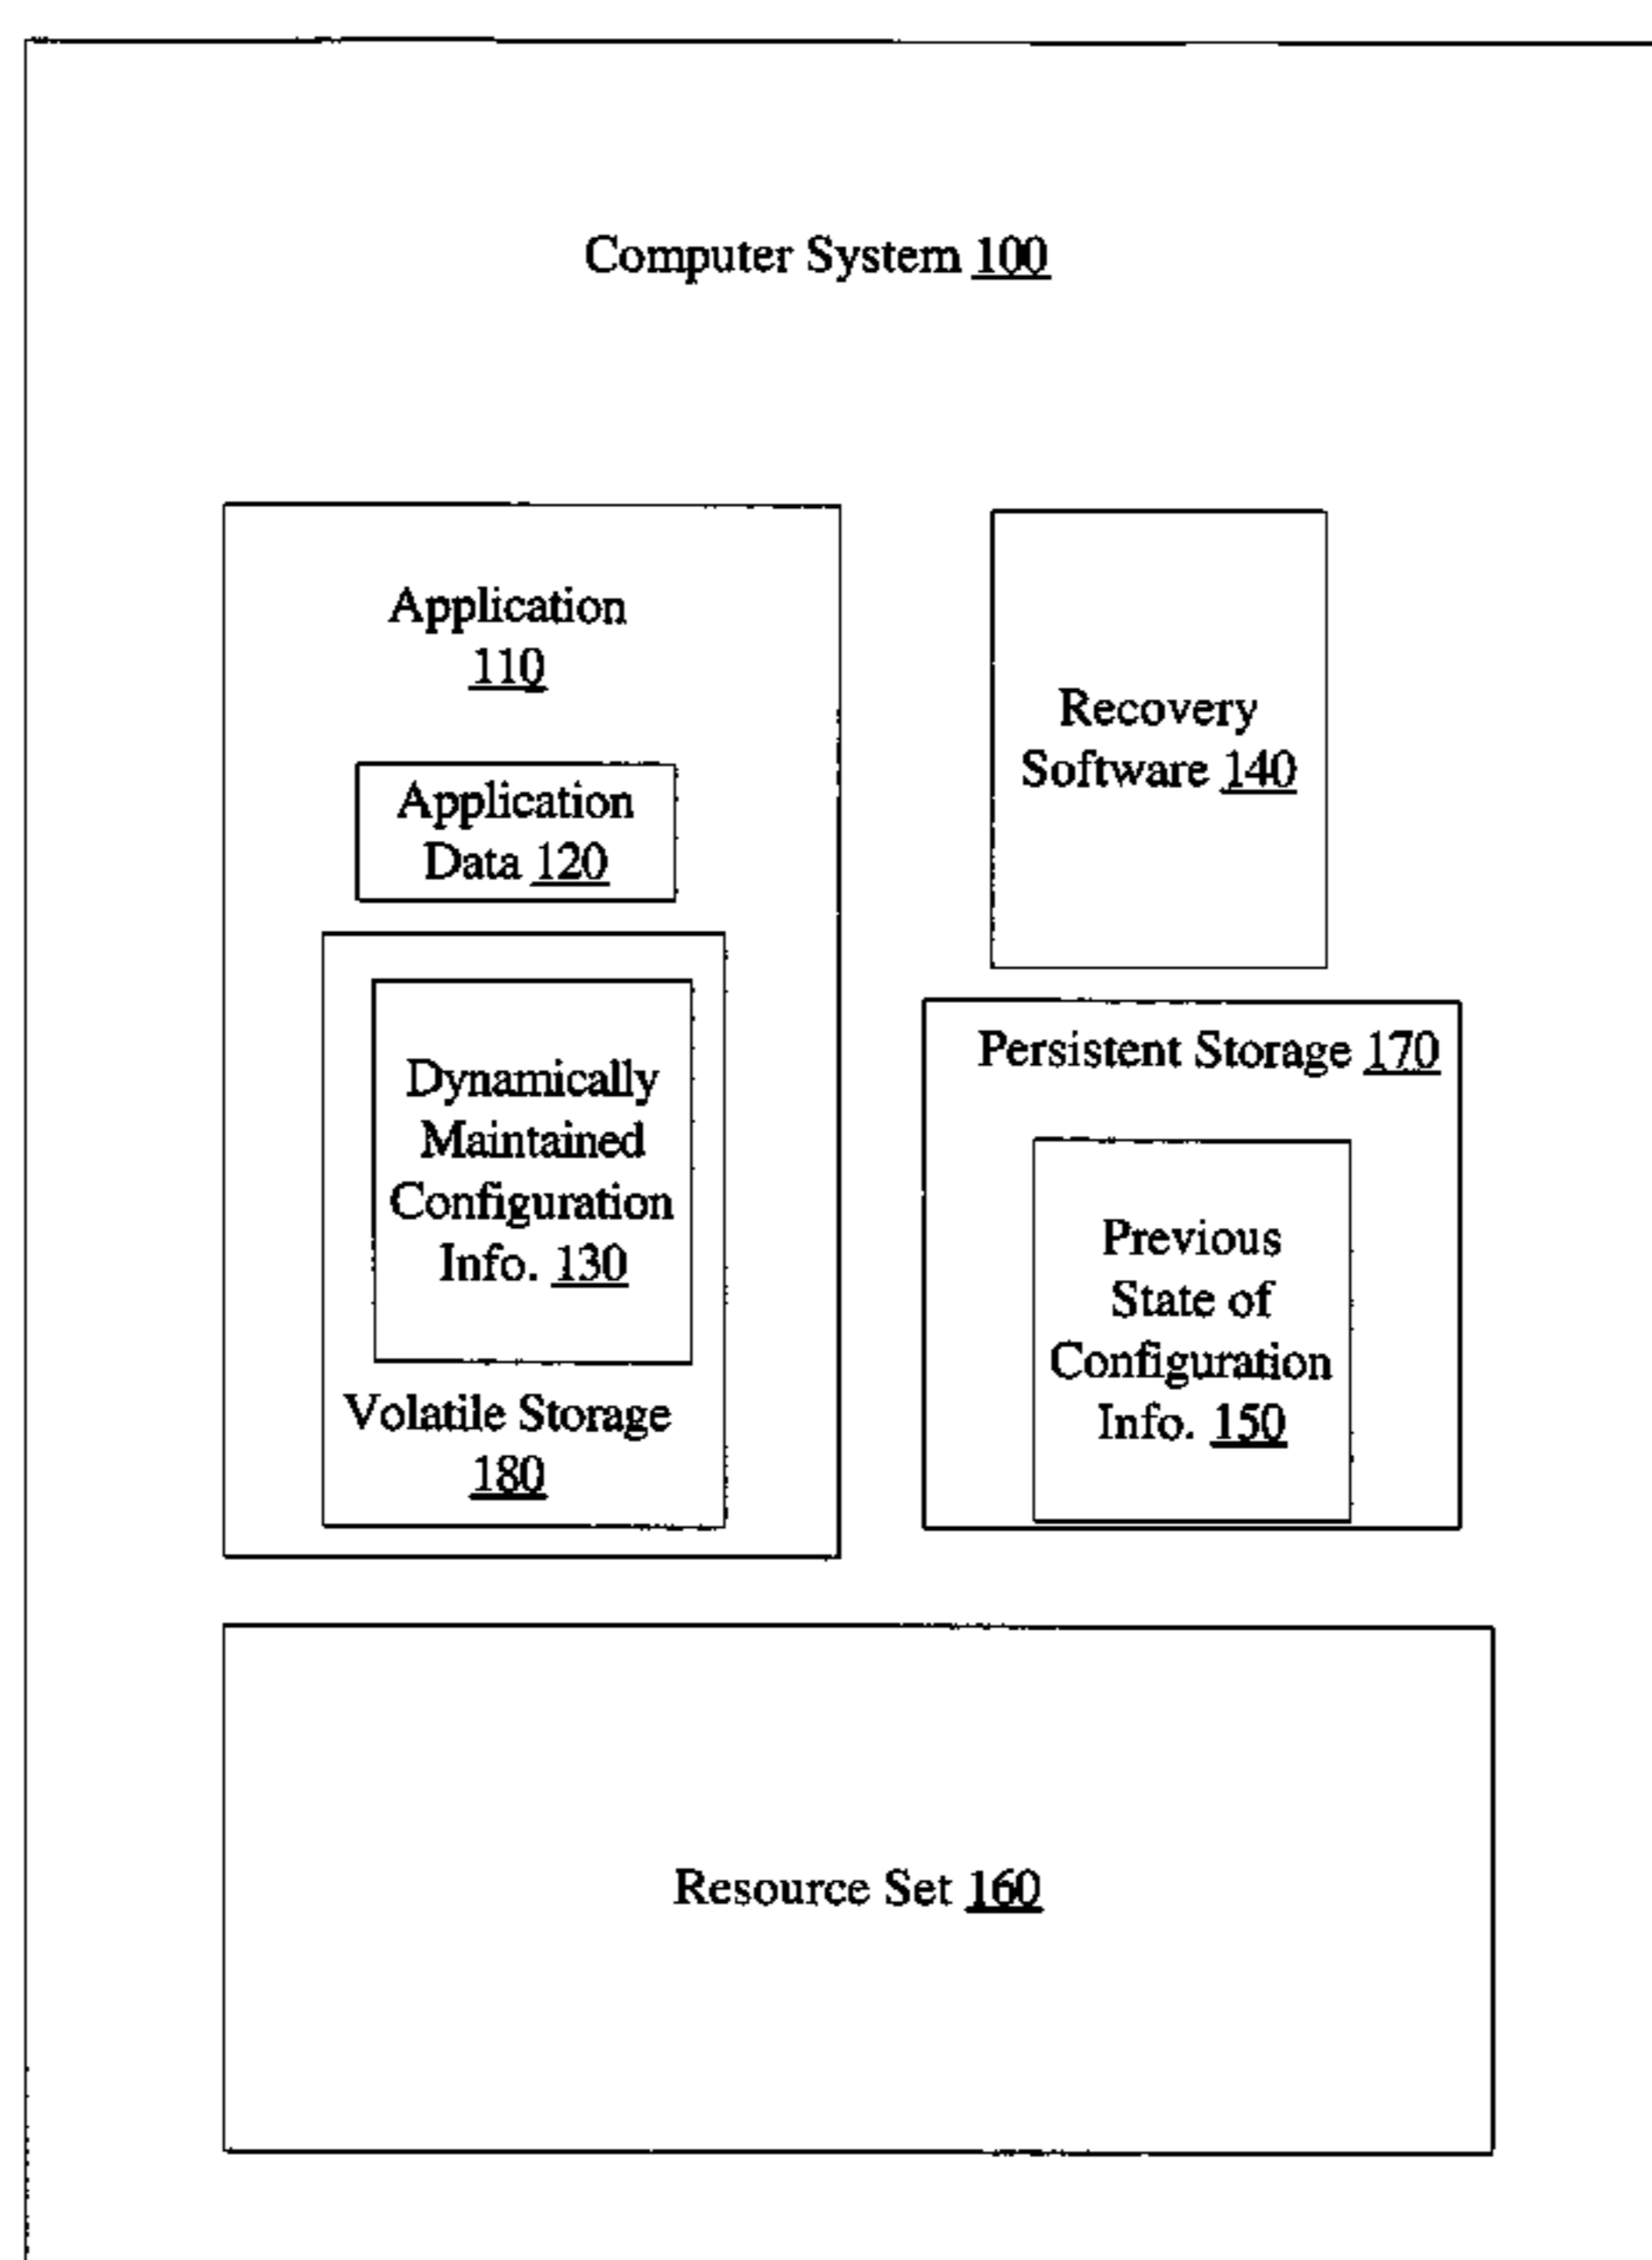 Computer System 100
Application
110
Application
Data 120
Dynamically
Maintained
Configuration
Info. 130
Volatile Storage
180
Recovery
Software 140
Persistent Storage 170
Previous
State of
Configuration
Info. 150
Resource Set 160